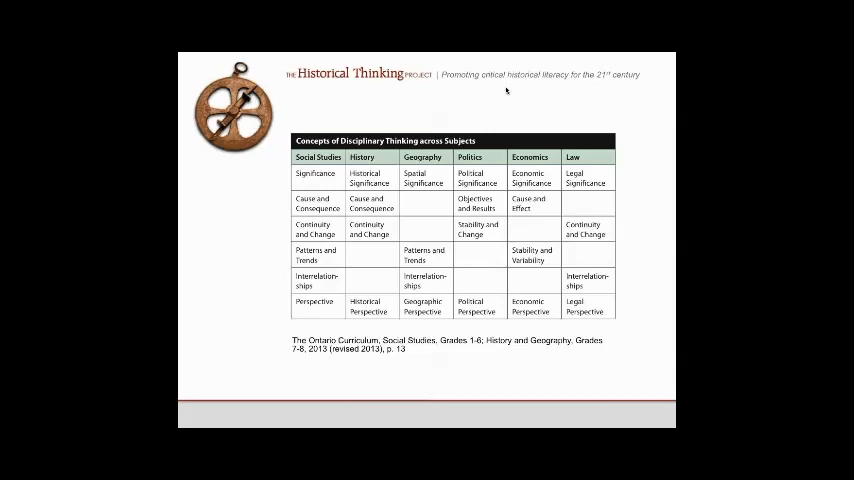 THE Historical Thinking PROJECT | Promoting critical historical literacy for the 21st century
Concepts of Disciplinary Thinking across Subjects
Social Studies History Geography Politics Economics Law
Significance Historical Significance Spatial Significance Political Significance Economic Significance Legal Significance
Cause and Consequence Cause and Consequence Objectives and Results Cause and Effect
Continuity and Change Continuity and Change Stability and Change Continuity and Change
Patterns and Trends Patterns and Trends Stability and Variability
Interrelation-ships Interrelation-ships Interrelation-ships
Perspective Historical Perspective Geographic Perspective Political Perspective Economic Perspective Legal Perspective
The Ontario Curriculum, Social Studies, Grades 1-6; History and Geography, Grades
7-8, 2013 (revised 2013), p. 13